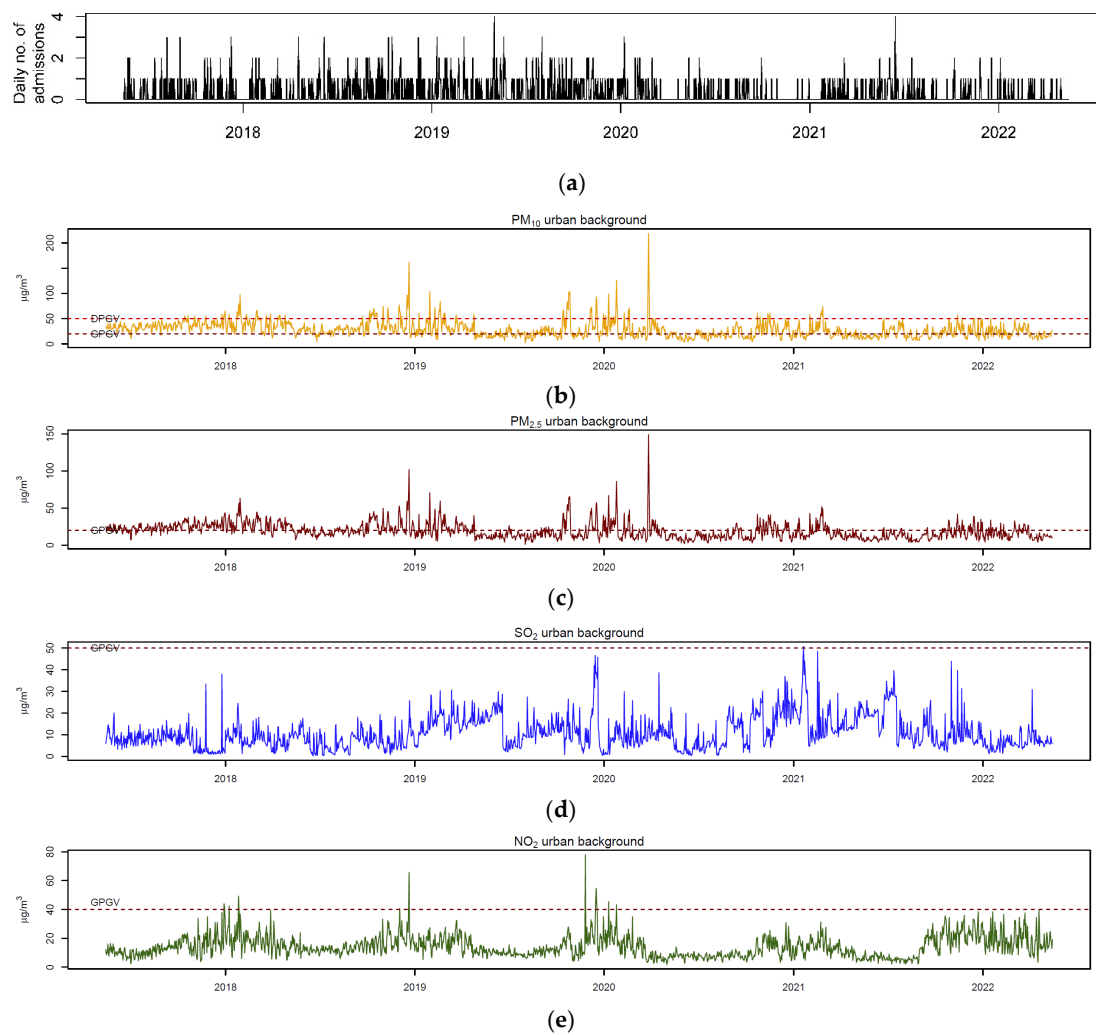 Daily no. of
admissions
4
2
0
2018 2019 2020 2021 2022
(a)
PM10 urban background
µg/m³
200
100
50
0
DPGV
GPGV
2018 2019 2020 2021 2022
(b)
PM2.5 urban background
µg/m³
150
100
50
0
GPGV
2018 2019 2020 2021 2022
(c)
SO2 urban background
µg/m³
50
40
30
20
10
0
GPGV
2018 2019 2020 2021 2022
(d)
NO2 urban background
µg/m³
80
60
40
20
0
GPGV
2018 2019 2020 2021 2022
(e)